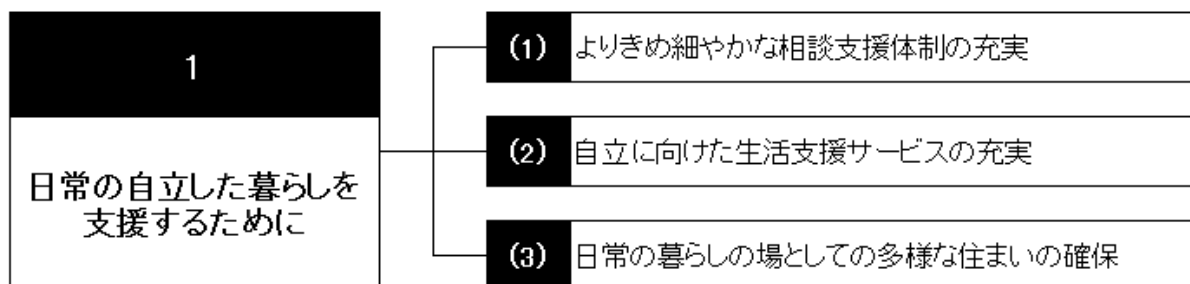 1
日常の自立した暮らしを
支援するために
(1) よりきめ細やかな相談支援体制の充実
(2) 自立に向けた生活支援サービスの充実
(3) 日常の暮らしの場としての多様な住まいの確保